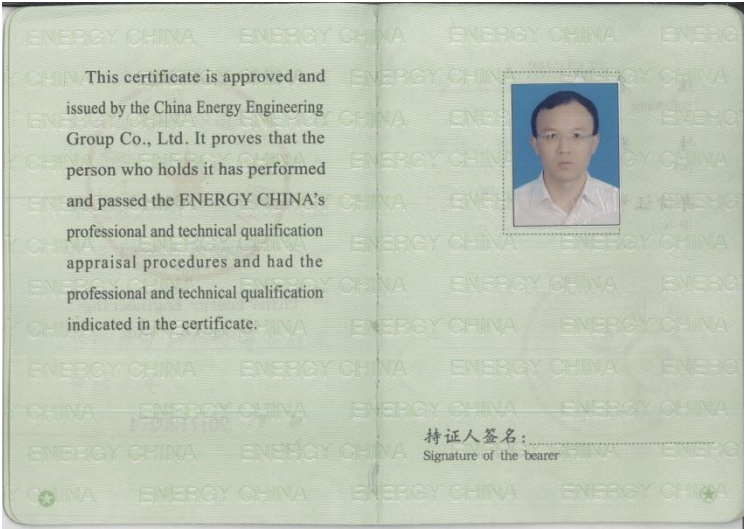 This certificate is approved and
issued by the China Energy Engineering
Group Co., Ltd. It proves that the
person who holds it has performed
and passed the ENERGY CHINA's
professional and technical qualification
appraisal procedures and had the
professional and technical qualification
indicated in the certificate.
持证人签名：
Signature of the bearer
ENERGY CHINA